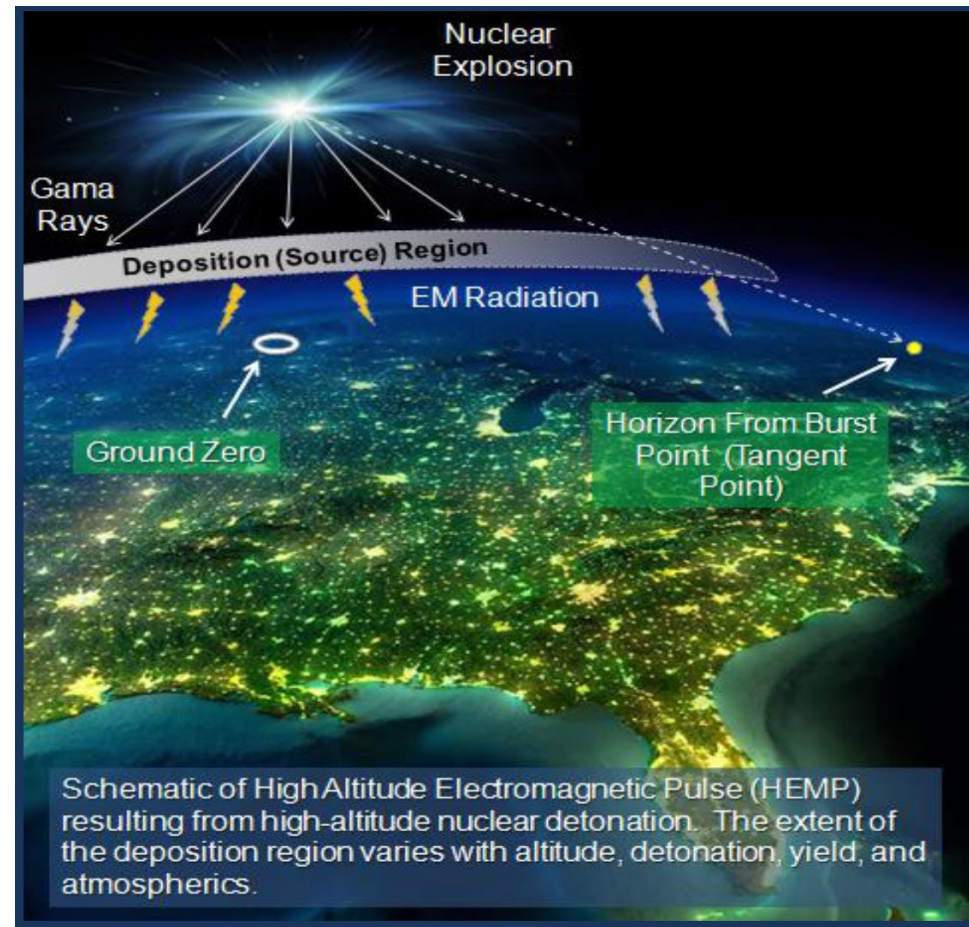 Nuclear
Explosion
Gama
Rays
Deposition (Source) Region
EM Radiation
Ground Zero
Horizon From Burst
Point (Tangent
Point)
Schematic of High Altitude Electromagnetic Pulse (HEMP)
resulting from high-altitude nuclear detonation. The extent of
the deposition region varies with altitude, detonation, yield, and
atmospherics.